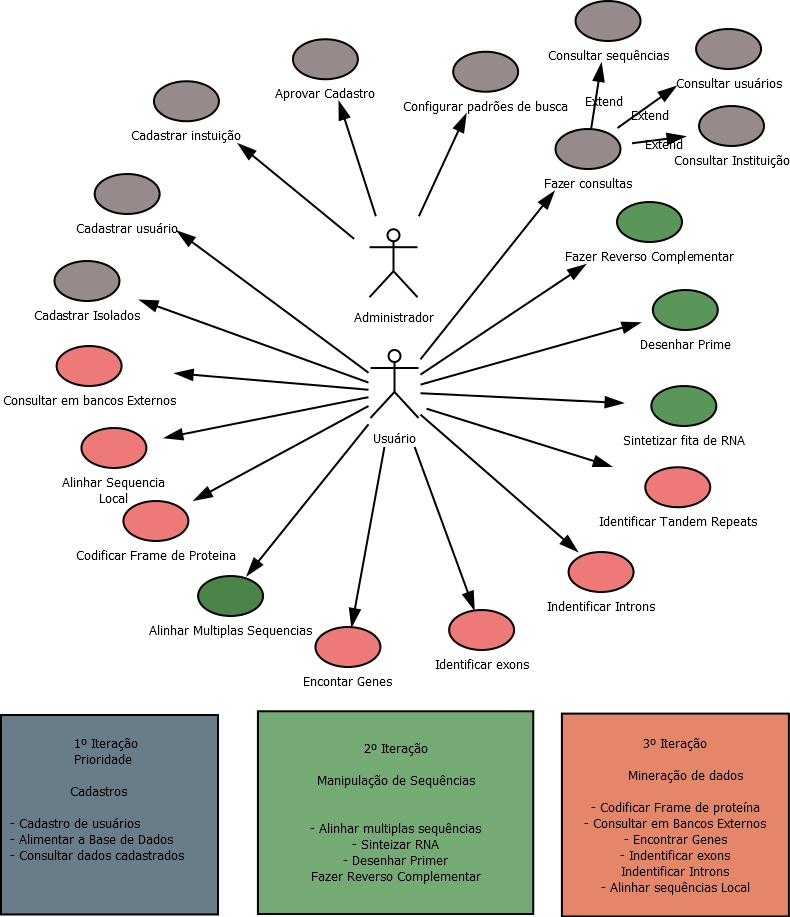 Consultar sequências
Consultar usuários
Aprovar Cadastro
Configurar padrões de busca
Extend
Extend
Cadastrar instuição
Extend
Consultar Instituição
Fazer consultas
Cadastrar usuário
Fazer Reverso Complementar
Cadastrar Isolados
Administrador
Desenhar Prime
Consultar em bancos Externos
Usuário
Sintetizar fita de RNA
Alinhar Sequencia
Local
Identificar Tandem Repeats
Codificar Frame de Proteina
Indentificar Introns
Alinhar Multiplas Sequencias
Identificar exons
Encontar Genes
1º Iteração
Prioridade
Cadastros
- Cadastro de usuários
- Alimentar a Base de Dados
- Consultar dados cadastrados
2º Iteração
Manipulação de Sequências
- Alinhar multiplas sequências
- Sinteizar RNA
- Desenhar Primer
Fazer Reverso Complementar
3º Iteração
Mineração de dados
- Codificar Frame de proteína
- Consultar em Bancos Externos
- Encontrar Genes
- Indentificar exons
Indentificar Introns
- Alinhar sequências Local